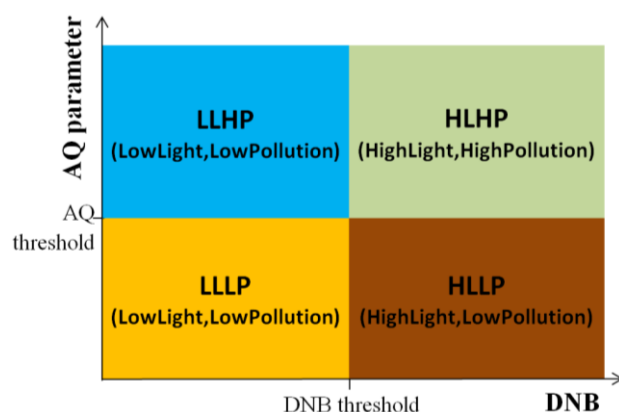 AQ parameter
LLHP
(LowLight,LowPollution)
HLHP
(HighLight,HighPollution)
AQ
threshold
LLLP
(LowLight,LowPollution)
HLLP
(HighLight,LowPollution)
DNB threshold
DNB